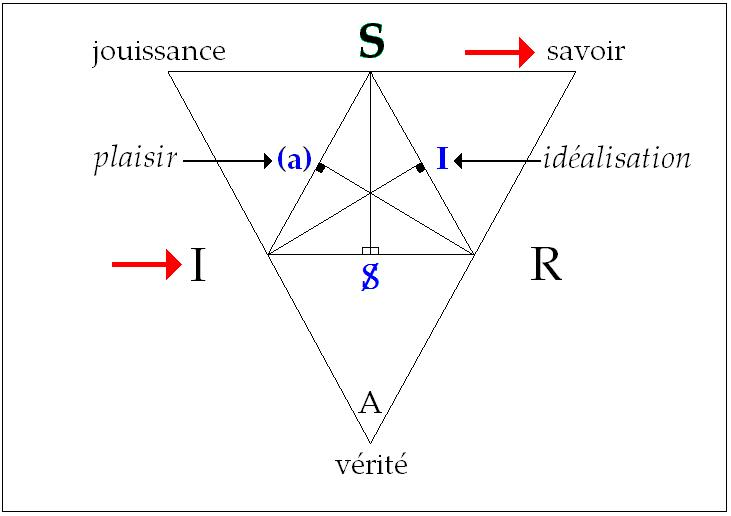 S
jouissance
savoir
plaisir
(a)
I
idéalisation
I
R
$
A
vérité